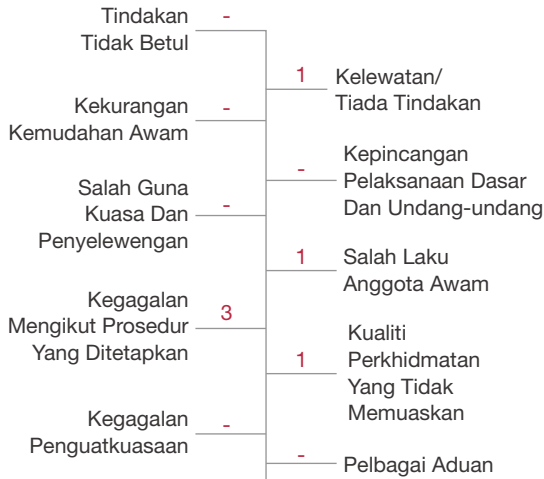 Tindakan
Tidak Betul
-
1
Kelewatan/
Tiada Tindakan
Kekurangan
Kemudahan Awam
-
-
Kepincangan
Pelaksanaan Dasar
Dan Undang-undang
Salah Guna
Kuasa Dan
Penyelewengan
-
1
Salah Laku
Anggota Awam
Kegagalan
Mengikut Prosedur
Yang Ditetapkan
3
1
Kualiti
Perkhidmatan
Yang Tidak
Memuaskan
Kegagalan
Penguatkuasaan
-
-
Pelbagai Aduan